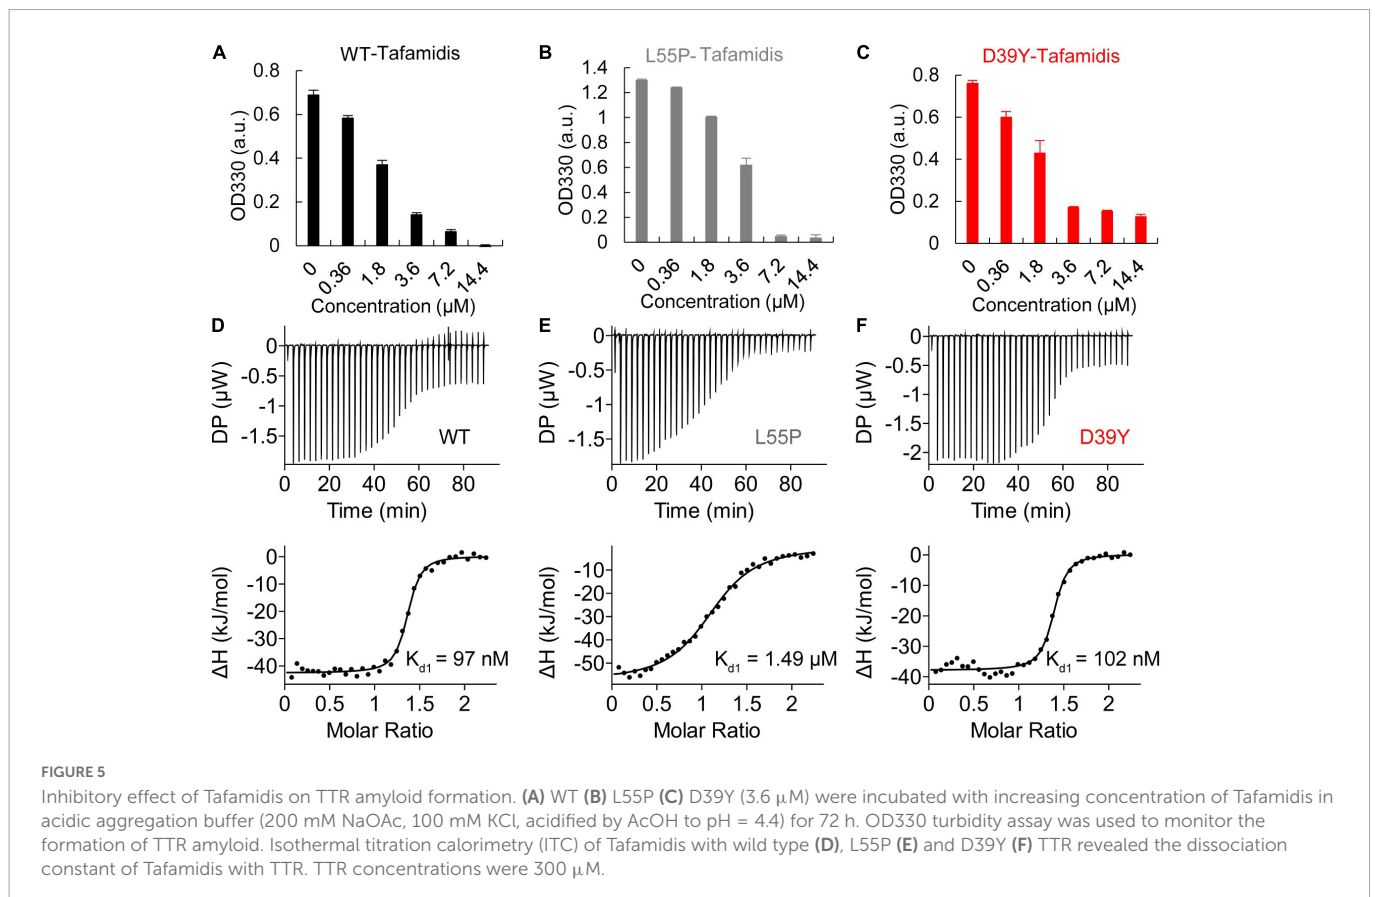 A
WT-Tafamidis
0.8
0.6
0.4
0.2
0
OD330 (a.u.)
0 0.36 1.8 3.6 7.2 14.4
Concentration (µM)
B
L55P- Tafamidis
1.4
1.2
1
0.8
0.6
0.4
0.2
0
OD330 (a.u.)
0 0.36 1.8 3.6 7.2 14.4
Concentration (µM)
C
D39Y-Tafamidis
0.8
0.6
0.4
0.2
0
OD330 (a.u.)
0 0.36 1.8 3.6 7.2 14.4
Concentration (µM)
D
0
-0.5
-1
-1.5
DP (µW)
WT
0 20 40 60 80
Time (min)
E
0
-0.5
-1
-1.5
DP (µW)
L55P
0 20 40 60 80
Time (min)
F
0
-0.5
-1
-1.5
-2
DP (µW)
D39Y
0 20 40 60 80
Time (min)
0
-10
-20
-30
-40
ΔH (kJ/mol)
Kd1 = 97 nM
0 0.5 1 1.5 2
Molar Ratio
-10
-20
-30
-40
-50
ΔH (kJ/mol)
Kd1 = 1.49 µM
0 0.5 1 1.5 2
Molar Ratio
0
-10
-20
-30
-40
ΔH (kJ/mol)
Kd1 = 102 nM
0 0.5 1 1.5 2
Molar Ratio
FIGURE 5
Inhibitory effect of Tafamidis on TTR amyloid formation. (A) WT (B) L55P (C) D39Y (3.6 µM) were incubated with increasing concentration of Tafamidis in
acidic aggregation buffer (200 mM NaOAc, 100 mM KCl, acidified by AcOH to pH = 4.4) for 72 h. OD330 turbidity assay was used to monitor the
formation of TTR amyloid. Isothermal titration calorimetry (ITC) of Tafamidis with wild type (D), L55P (E) and D39Y (F) TTR revealed the dissociation
constant of Tafamidis with TTR. TTR concentrations were 300 µM.